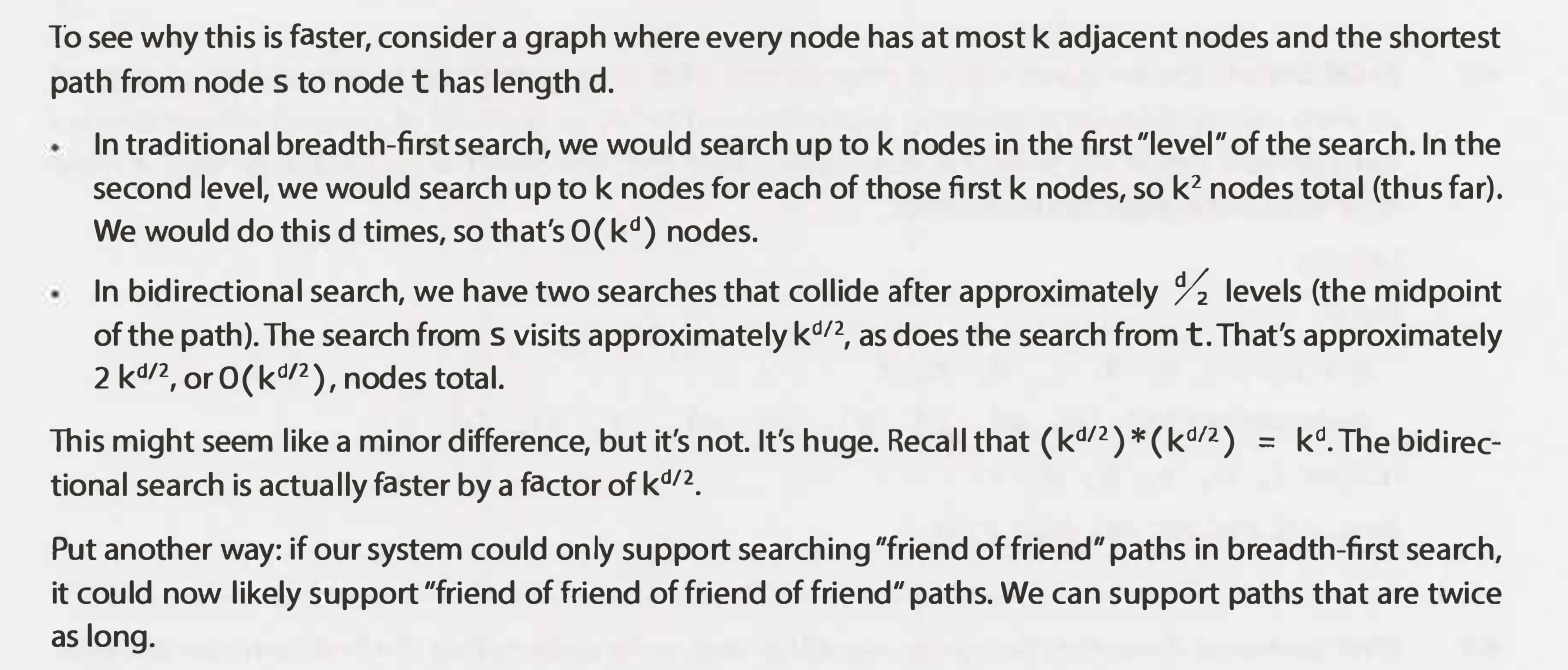 To see why this is faster, consider a graph where every node has at most k adjacent nodes and the shortest
path from node s to node t has length d.
• In traditional breadth-first search, we would search up to k nodes in the first "level" of the search. In the
second level, we would search up to k nodes for each of those first k nodes, so k² nodes total (thus far).
We would do this d times, so that's O(kᵈ) nodes.
• In bidirectional search, we have two searches that collide after approximately d/2 levels (the midpoint
of the path). The search from s visits approximately k^(d/2), as does the search from t. That's approximately
2 k^(d/2), or O(k^(d/2)), nodes total.
This might seem like a minor difference, but it's not. It's huge. Recall that (k^(d/2))*(k^(d/2)) = kᵈ. The bidirec-
tional search is actually faster by a factor of k^(d/2).
Put another way: if our system could only support searching "friend of friend" paths in breadth-first search,
it could now likely support "friend of friend of friend of friend" paths. We can support paths that are twice
as long.